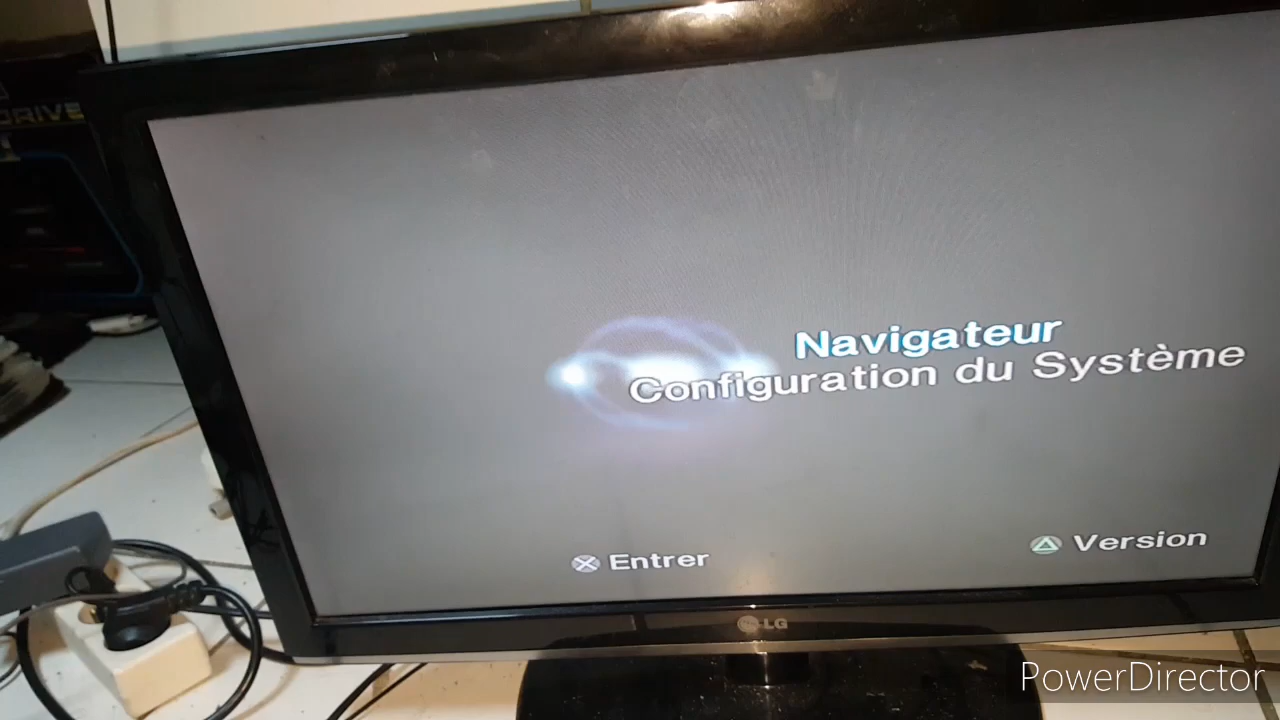 DRIVE
Navigateur
Configuration du Système
Entrer
Version
LG
PowerDirector